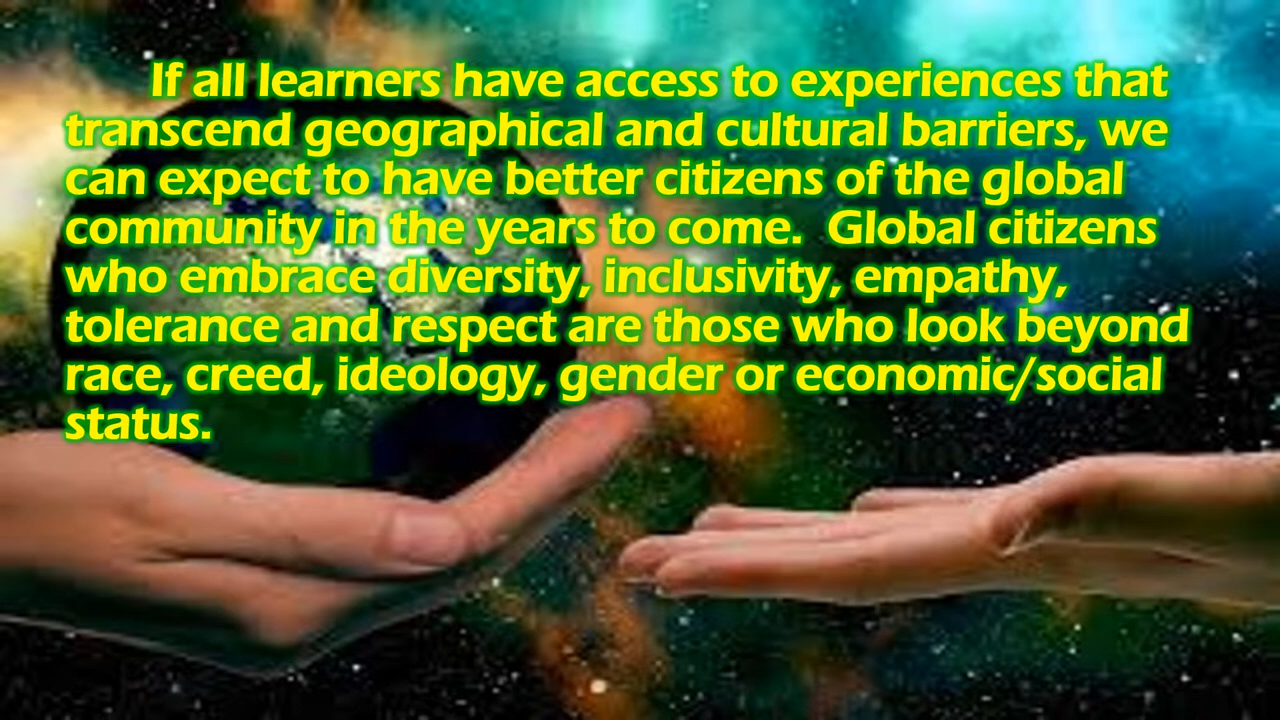 If all learners have access to experiences that
transcend geographical and cultural barriers, we
can expect to have better citizens of the global
community in the years to come.  Global citizens
who embrace diversity, inclusivity, empathy,
tolerance and respect are those who look beyond
race, creed, ideology, gender or economic/social
status.